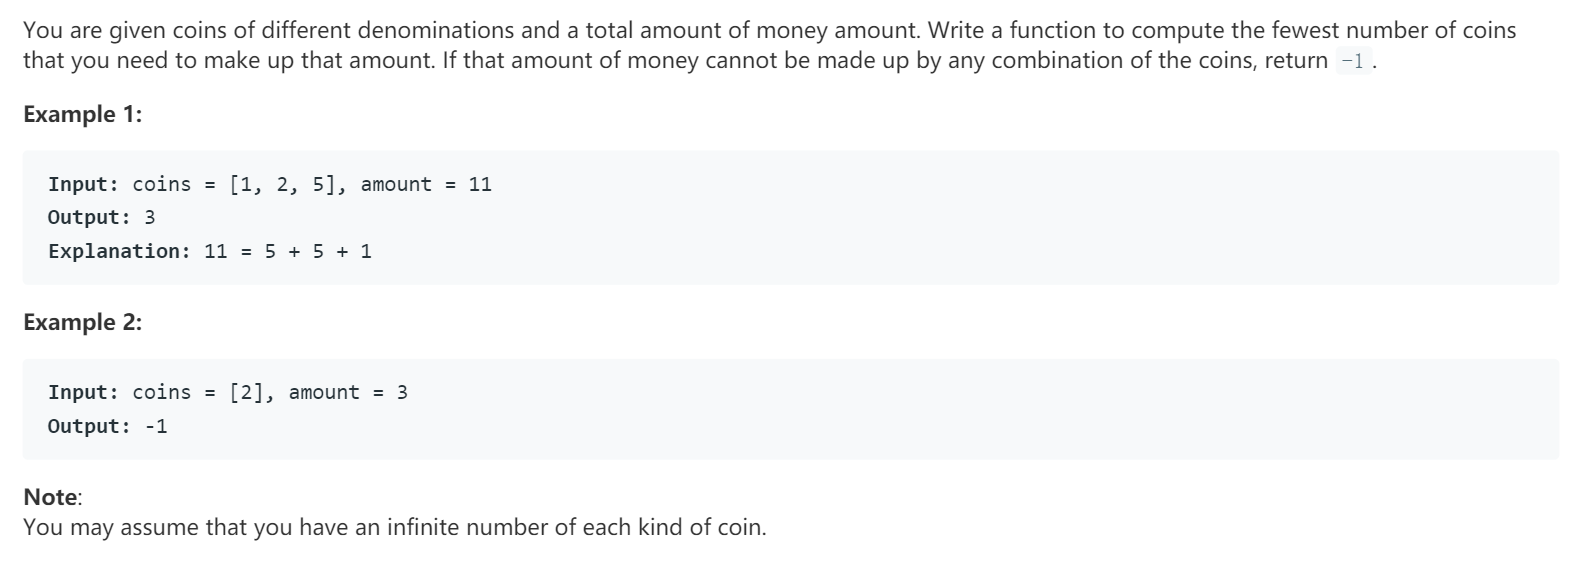 You are given coins of different denominations and a total amount of money amount. Write a function to compute the fewest number of coins
that you need to make up that amount. If that amount of money cannot be made up by any combination of the coins, return -1 .
Example 1:
Input: coins = [1, 2, 5], amount = 11
Output: 3
Explanation: 11 = 5 + 5 + 1
Example 2:
Input: coins = [2], amount = 3
Output: -1
Note:
You may assume that you have an infinite number of each kind of coin.